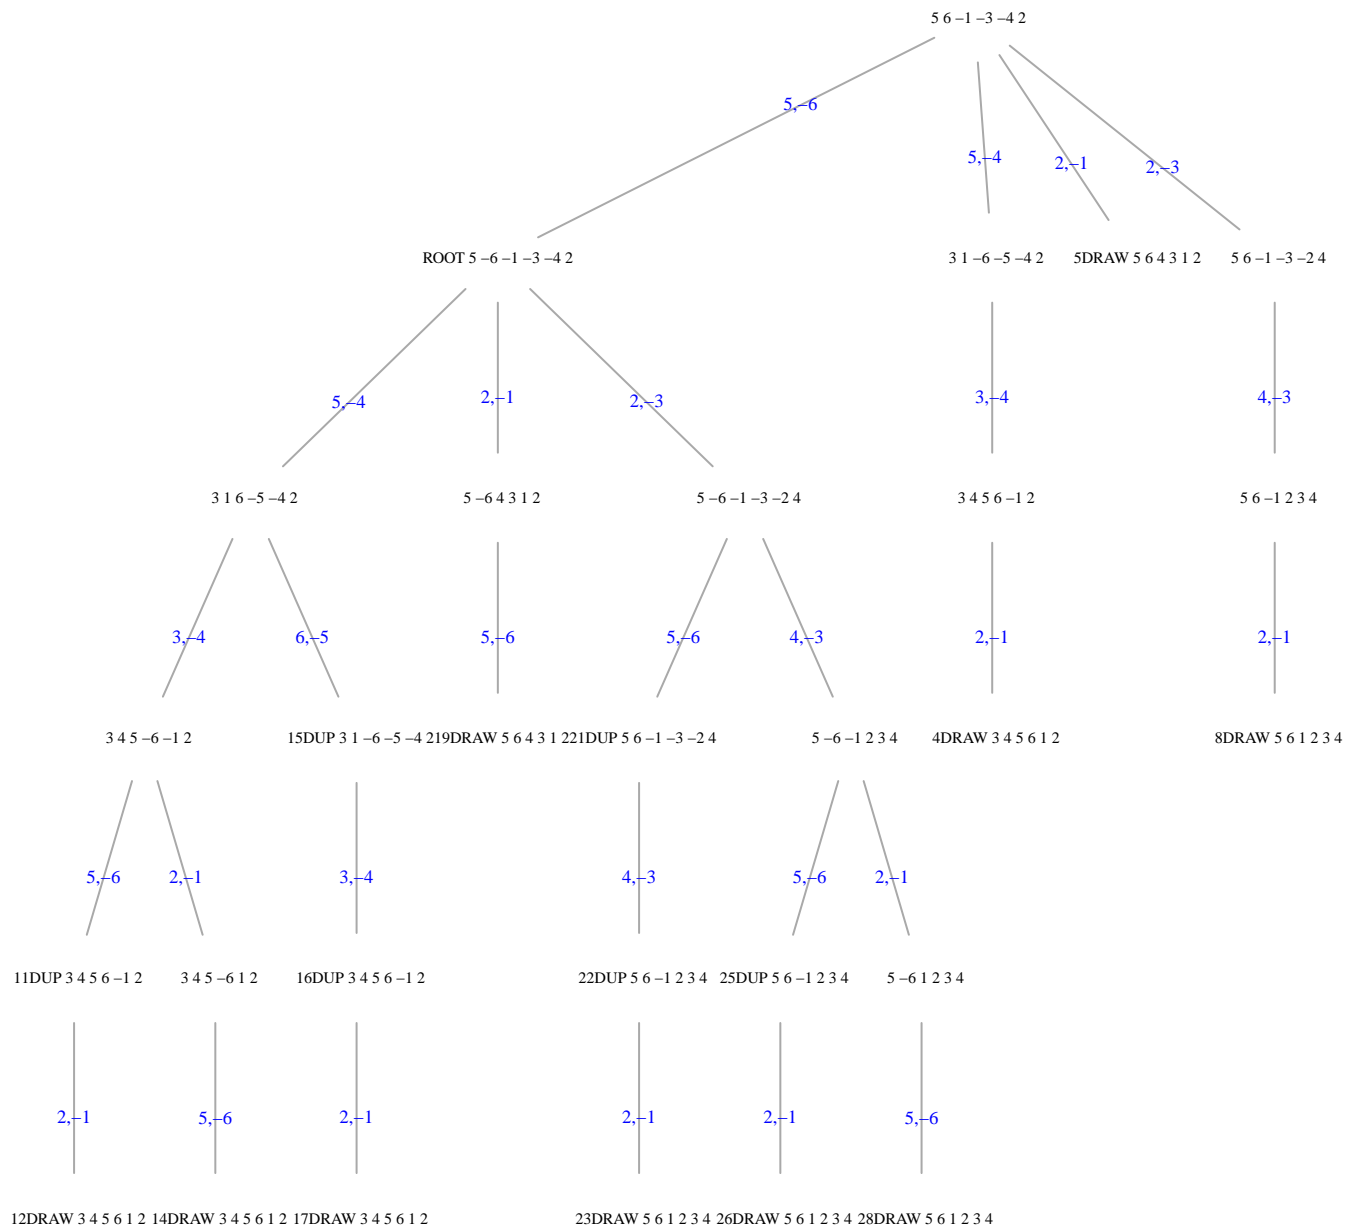 5 6 –1 –3 –4 2
5,–6
5,–4
2,–1
2,–3
ROOT 5 –6 –1 –3 –4 2
3 1 –6 –5 –4 2
5DRAW 5 6 4 3 1 2
5 6 –1 –3 –2 4
5,–4
2,–1
2,–3
3,–4
4,–3
3 1 6 –5 –4 2
5 –6 4 3 1 2
5 –6 –1 –3 –2 4
3 4 5 6 –1 2
5 6 –1 2 3 4
3,–4
6,–5
5,–6
5,–6
4,–3
2,–1
2,–1
3 4 5 –6 –1 2
15DUP 3 1 –6 –5 –4 2
19DRAW 5 6 4 3 1 2
21DUP 5 6 –1 –3 –2 4
5 –6 –1 2 3 4
4DRAW 3 4 5 6 1 2
8DRAW 5 6 1 2 3 4
5,–6
2,–1
3,–4
4,–3
5,–6
2,–1
11DUP 3 4 5 6 –1 2
3 4 5 –6 1 2
16DUP 3 4 5 6 –1 2
22DUP 5 6 –1 2 3 4
25DUP 5 6 –1 2 3 4
5 –6 1 2 3 4
2,–1
5,–6
2,–1
2,–1
2,–1
5,–6
12DRAW 3 4 5 6 1 2
14DRAW 3 4 5 6 1 2
17DRAW 3 4 5 6 1 2
23DRAW 5 6 1 2 3 4
26DRAW 5 6 1 2 3 4
28DRAW 5 6 1 2 3 4